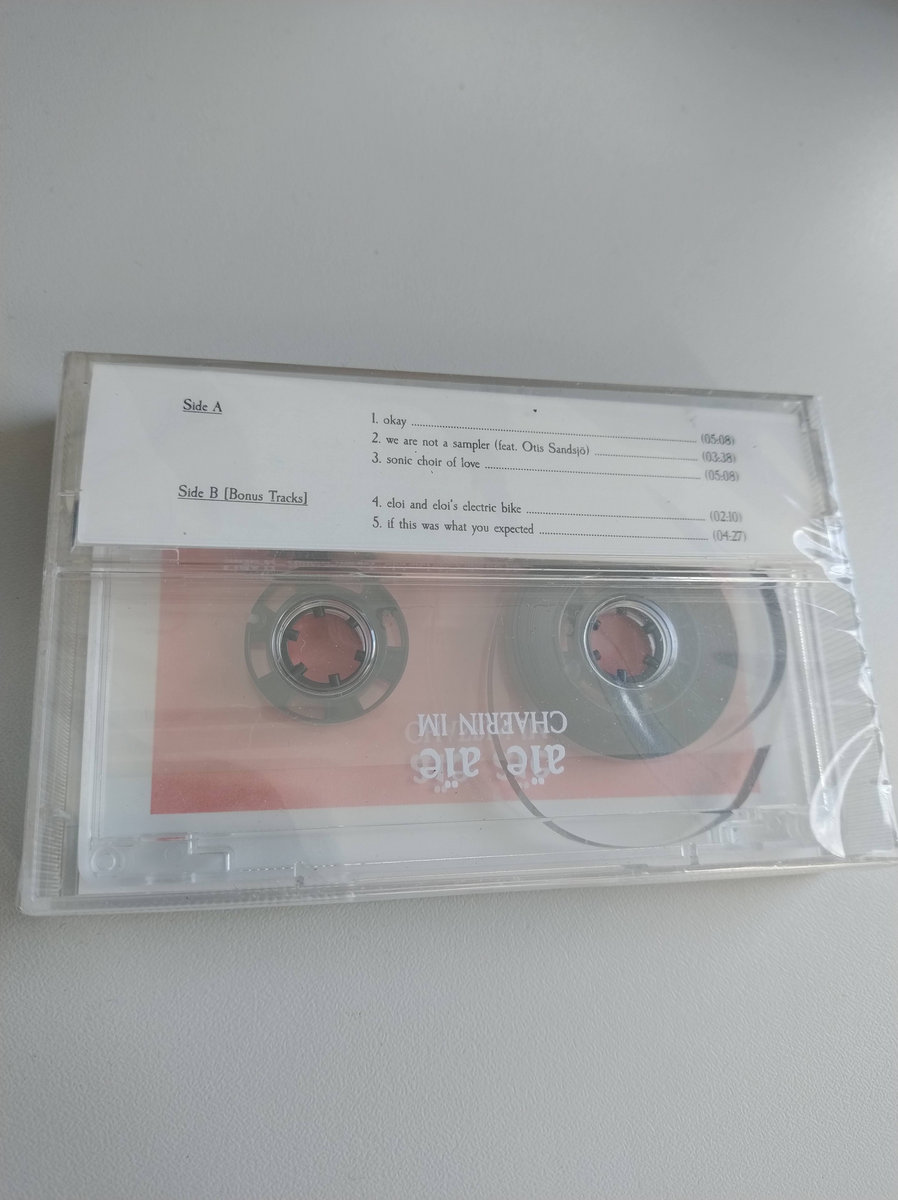 Side A
1. okay ........ (05:08)
2. we are not a sampler (feat. Otis Sandsjö) ........ (03:38)
3. sonic choir of love ........ (05:08)
Side B [Bonus Tracks]
4. eloi and eloi's electric bike ........ (02:10)
5. if this was what you expected ........ (04:27)
CHAERIN IM
aïë aïë